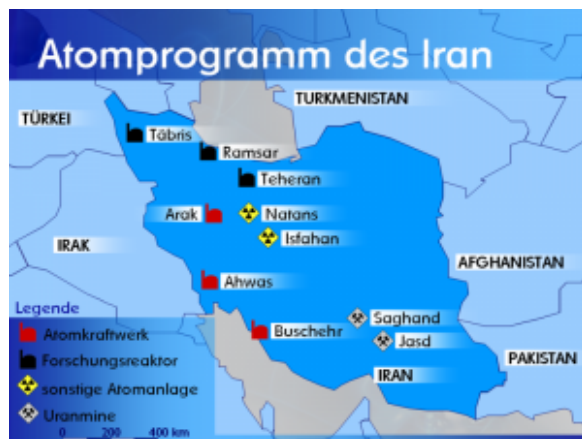 Atomprogramm des Iran
TURKMENISTAN
TÜRKEI
Täbris
Ramsar
Teheran
Arak
Natans
Isfahan
IRAK
AFGHANISTAN
Ahwas
Legende
Saghand
Atomkraftwerk
Buschehr
Jasd
Forschungsreaktor
PAKISTAN
IRAN
sonstige Atomanlage
Uranmine
0 200 400 km